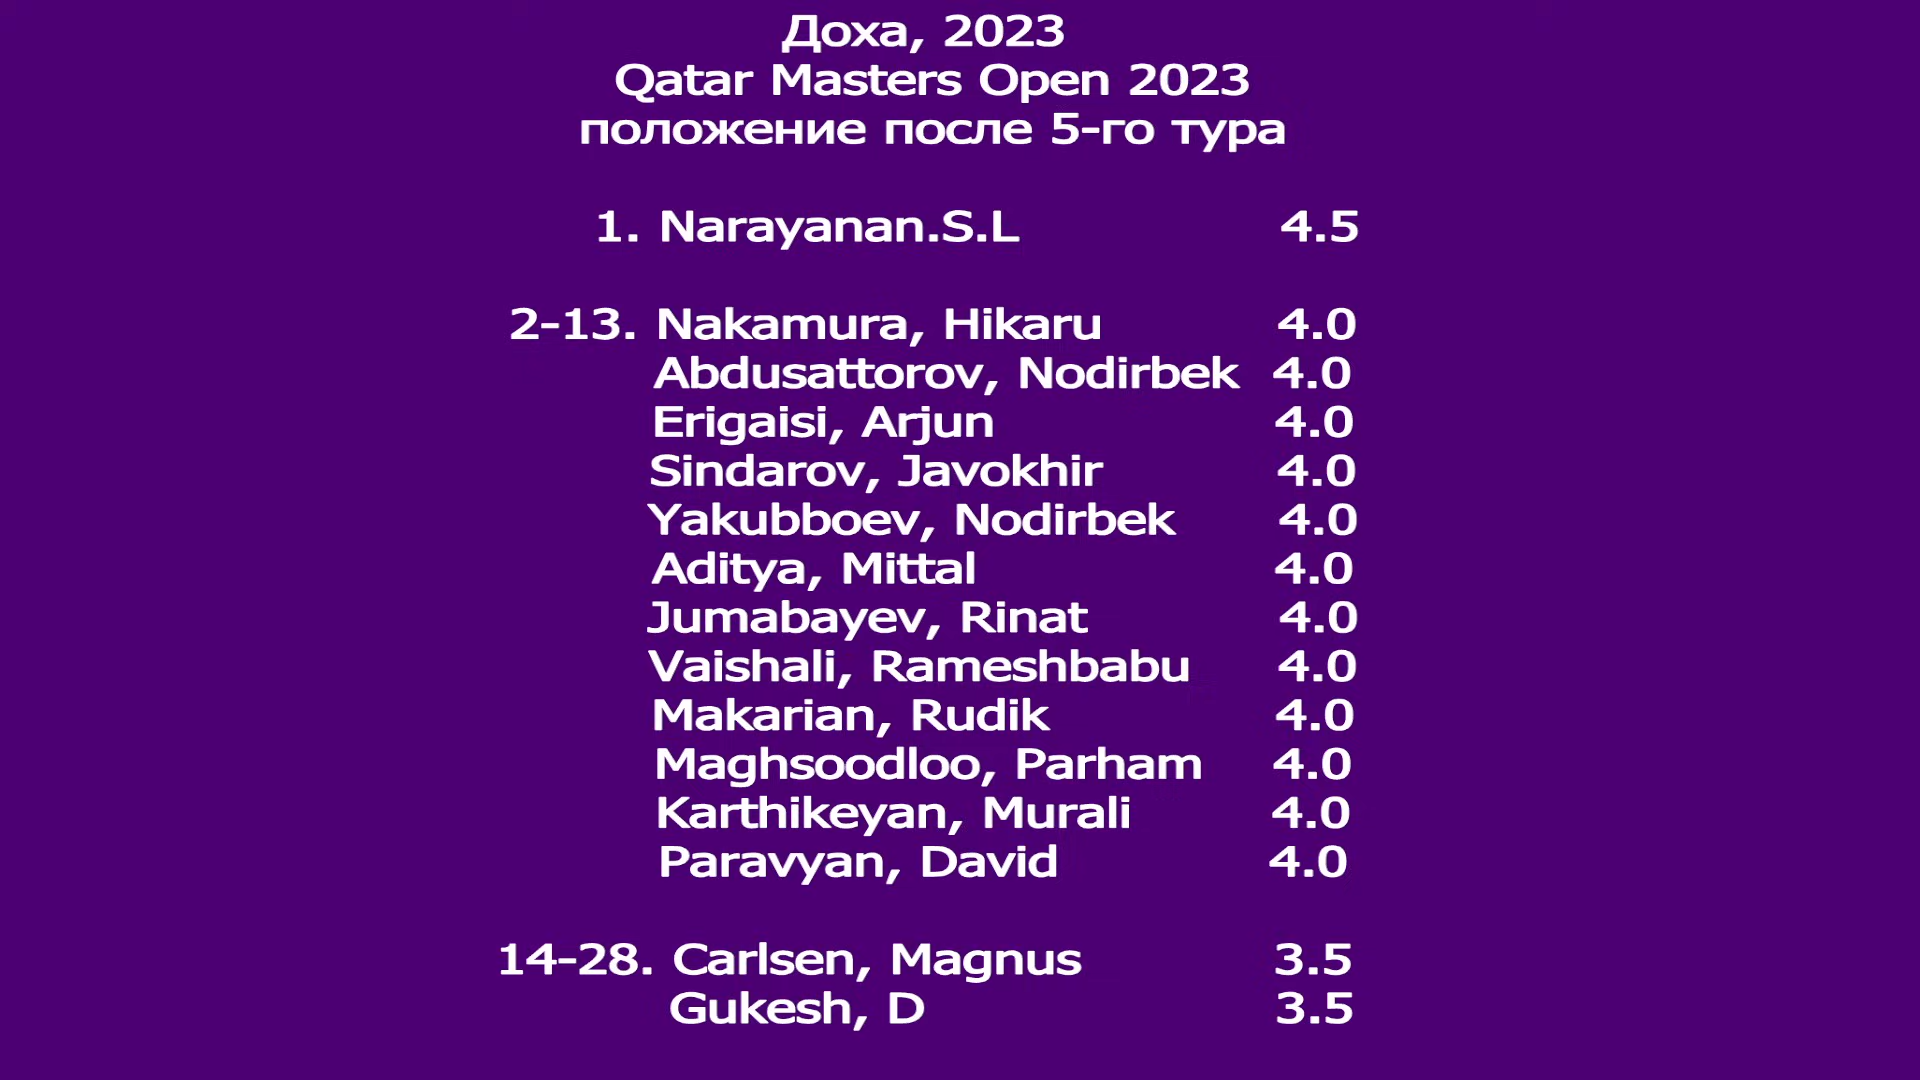 Доха, 2023
Qatar Masters Open 2023
положение после 5-го тура
1. Narayanan.S.L 4.5
2-13. Nakamura, Hikaru 4.0
Abdusattorov, Nodirbek 4.0
Erigaisi, Arjun 4.0
Sindarov, Javokhir 4.0
Yakubboev, Nodirbek 4.0
Aditya, Mittal 4.0
Jumabayev, Rinat 4.0
Vaishali, Rameshbabu 4.0
Makarian, Rudik 4.0
Maghsoodloo, Parham 4.0
Karthikeyan, Murali 4.0
Paravyan, David 4.0
14-28. Carlsen, Magnus 3.5
Gukesh, D 3.5